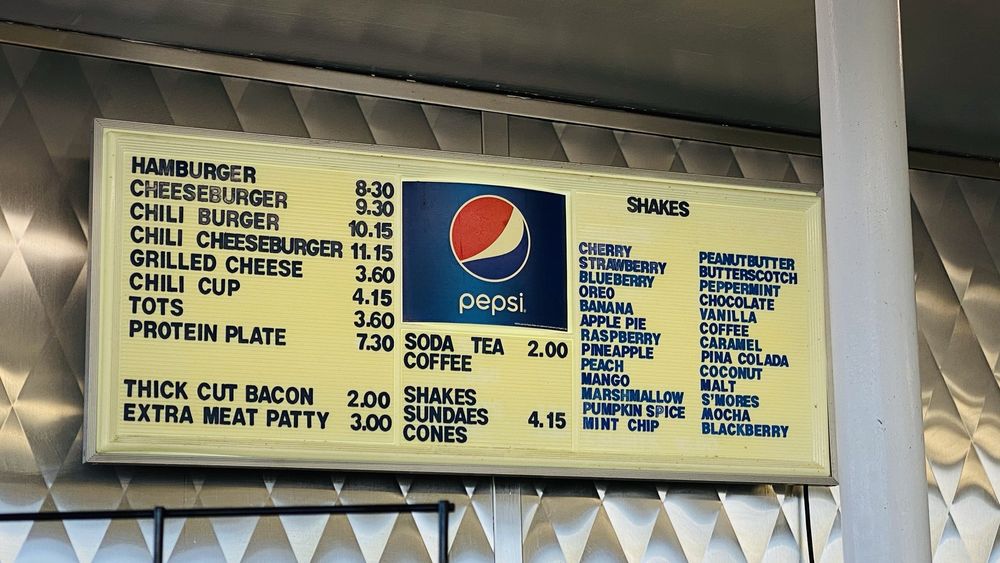 HAMBURGER 8.30
CHEESEBURGER 9.30
CHILI BURGER 10.15
CHILI CHEESEBURGER 11.15
GRILLED CHEESE 3.60
CHILI CUP 4.15
TOTS 3.60
PROTEIN PLATE 7.30
THICK CUT BACON 2.00
EXTRA MEAT PATTY 3.00
pepsi
SODA TEA 2.00
COFFEE
SHAKES
SUNDAES 4.15
CONES
SHAKES
CHERRY
STRAWBERRY
BLUEBERRY
OREO
BANANA
APPLE PIE
RASPBERRY
PINEAPPLE
PEACH
MANGO
MARSHMALLOW
PUMPKIN SPICE
MINT CHIP
PEANUTBUTTER
BUTTERSCOTCH
PEPPERMINT
CHOCOLATE
VANILLA
COFFEE
CARAMEL
PINA COLADA
COCONUT
MALT
S'MORES
MOCHA
BLACKBERRY